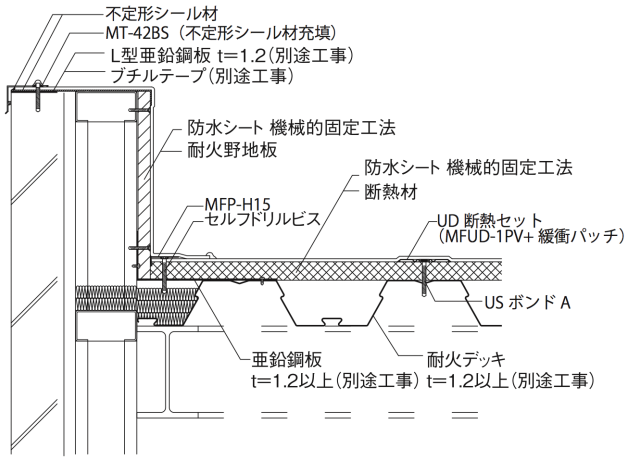 不定形シール材
MT-42BS（不定形シール材充填）
L型亜鉛鋼板 t=1.2（別途工事）
ブチルテープ（別途工事）
防水シート 機械的固定工法
耐火野地板
防水シート 機械的固定工法
断熱材
MFP-H15
セルフドリルビス
UD 断熱セット
（MFUD-1PV+ 緩衝パッチ）
US ボンド A
亜鉛鋼板
t=1.2以上（別途工事）
耐火デッキ
t=1.2以上（別途工事）